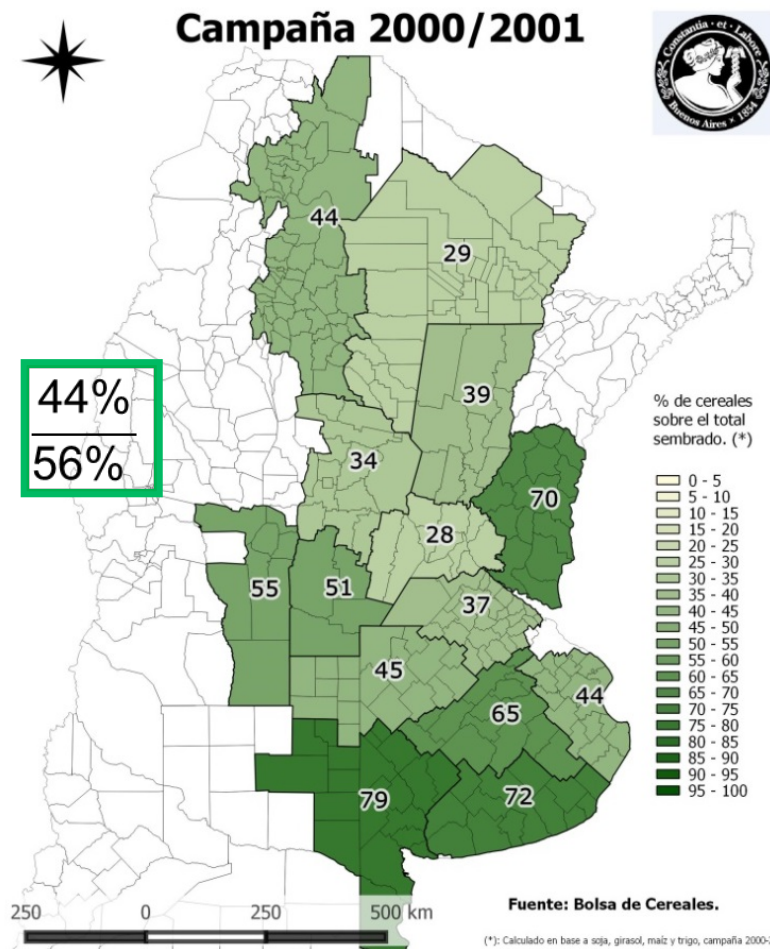 Campaña 2000/2001
Constantia · et · Labore
Buenos Aires × 1854
44
29
39
44%
56%
34
70
28
55
51
37
45
44
65
79
72
% de cereales
sobre el total
sembrado. (*)
0 - 5
5 - 10
10 - 15
15 - 20
20 - 25
25 - 30
30 - 35
35 - 40
40 - 45
45 - 50
50 - 55
55 - 60
60 - 65
65 - 70
70 - 75
75 - 80
80 - 85
85 - 90
90 - 95
95 - 100
250 0 250 500 km
Fuente: Bolsa de Cereales.
(*): Calculado en base a soja, girasol, maíz y trigo, campaña